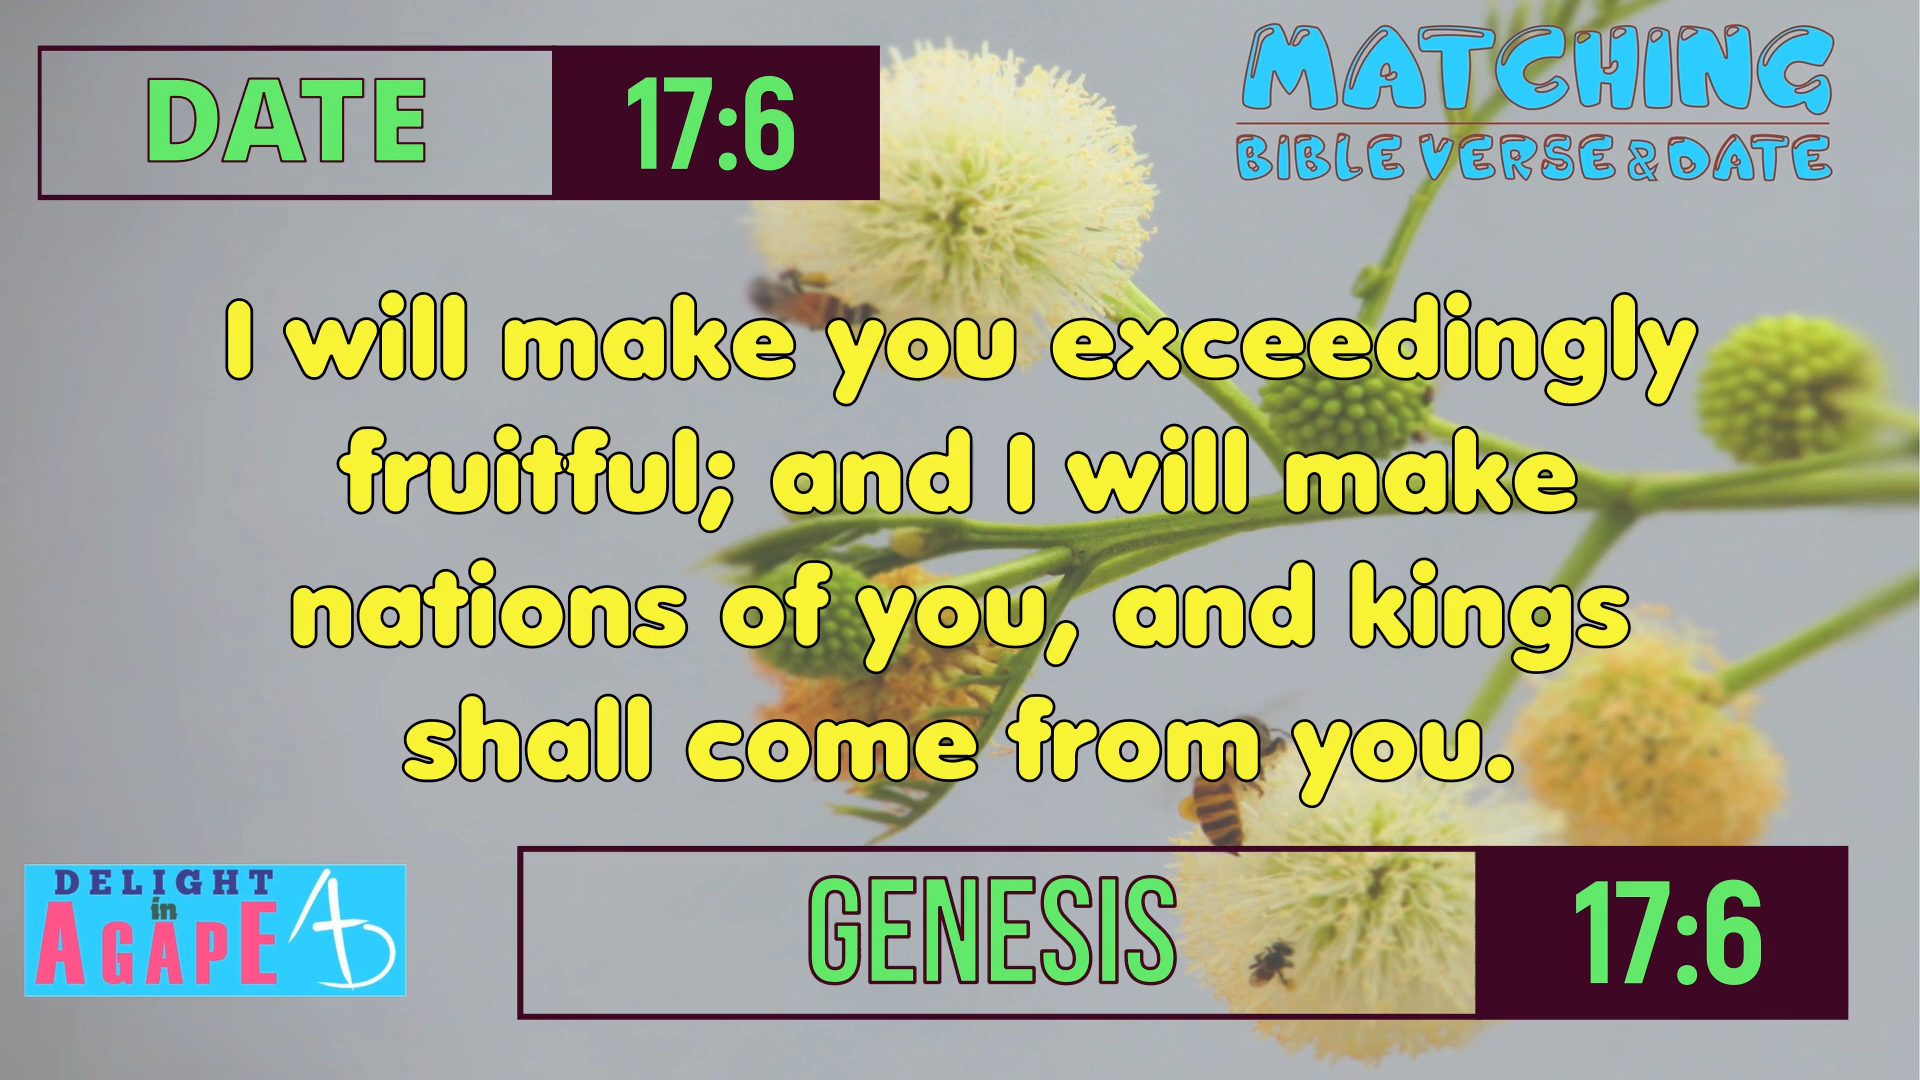 DATE 17:6
MATCHING
BIBLE VERSE & DATE
I will make you exceedingly
fruitful; and I will make
nations of you, and kings
shall come from you.
DELIGHT
in
AGAPE
GENESIS 17:6